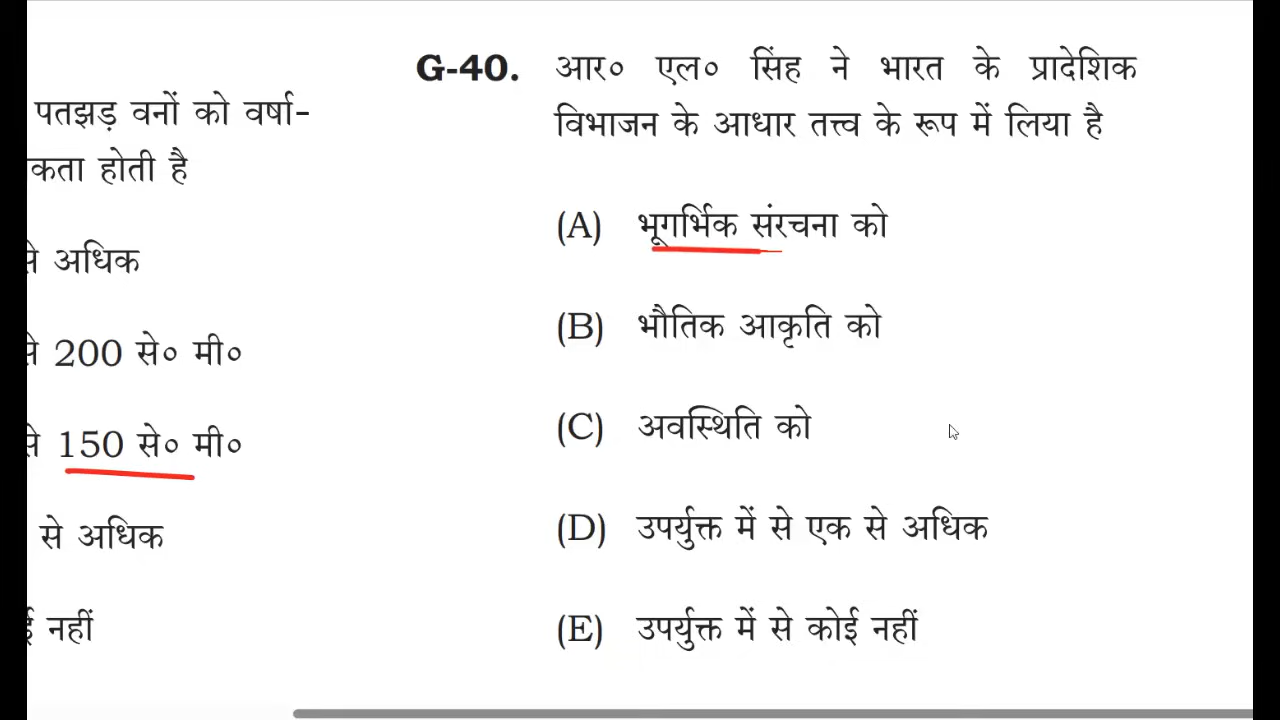 पतझड़ वनों को वर्षा-
कता होती है
से अधिक
से 200 से० मी०
से 150 से० मी०
से अधिक
ई नहीं
G-40. आर० एल० सिंह ने भारत के प्रादेशिक
विभाजन के आधार तत्त्व के रूप में लिया है
(A) भूगर्भिक संरचना को
(B) भौतिक आकृति को
(C) अवस्थिति को
(D) उपर्युक्त में से एक से अधिक
(E) उपर्युक्त में से कोई नहीं